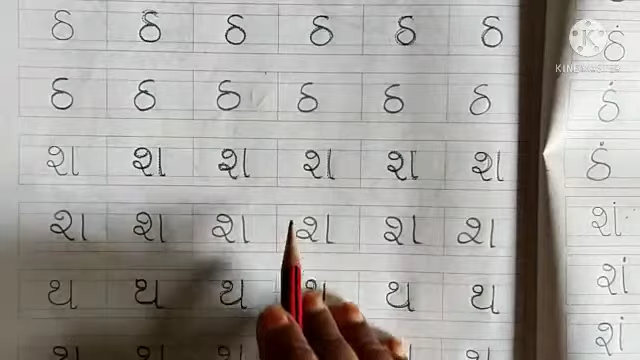 ઠ ઠ ઠ ઠ ઠ ઠ ઠં
ઠ ઠ ઠ ઠ ઠ ઠ ઠં
શ શ શ શ શ શ ઠં
શ શ શ શ શ શ શં
થ થ થ થ થ થ શં
શં
KINEMASTER